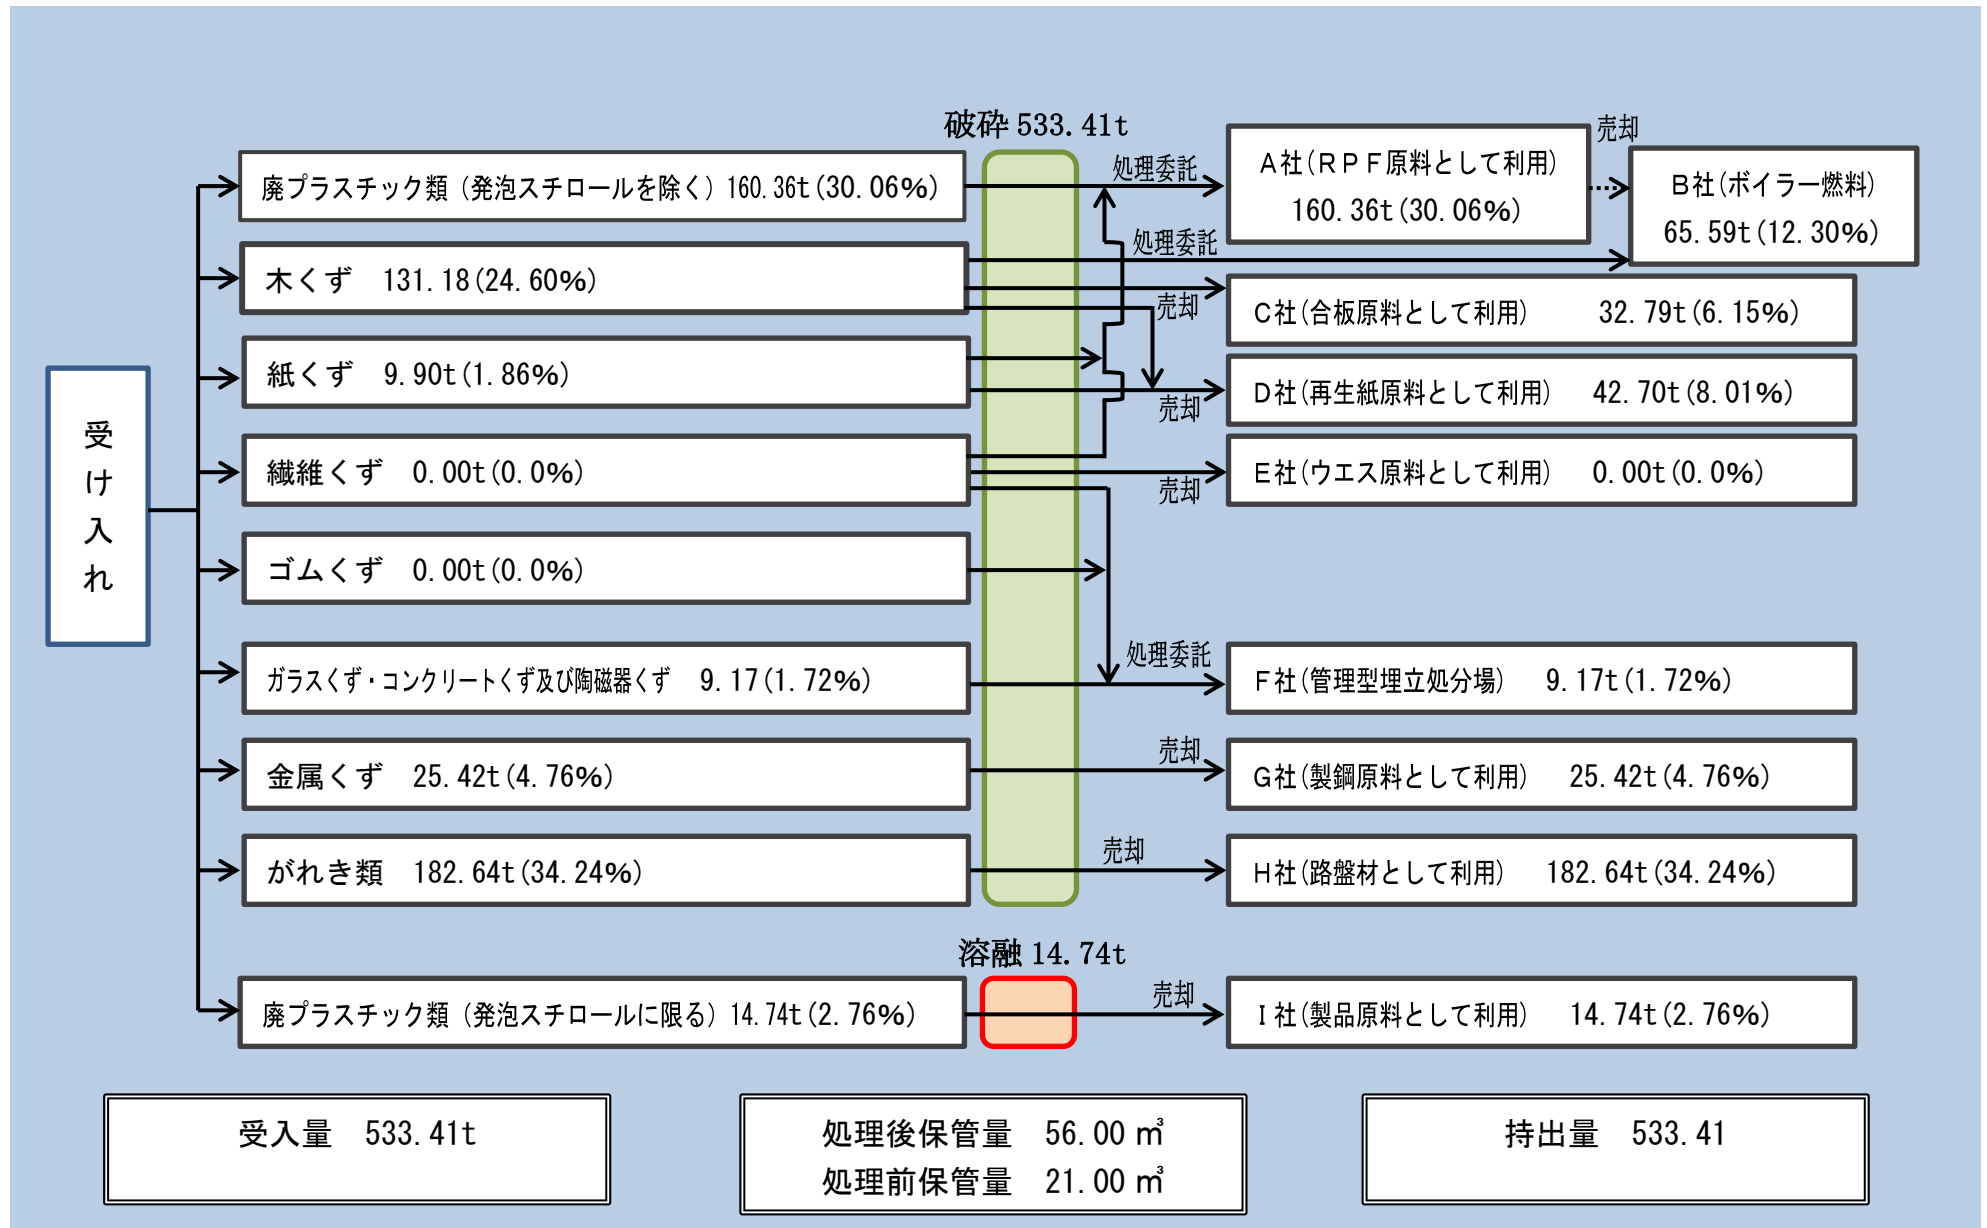 破砕 533.41t
廃プラスチック類（発泡スチロールを除く）160.36t(30.06%)
木くず　131.18(24.60%)
紙くず　9.90t(1.86%)
繊維くず　0.00t(0.0%)
ゴムくず　0.00t(0.0%)
ガラスくず・コンクリートくず及び陶磁器くず　9.17(1.72%)
金属くず　25.42t(4.76%)
がれき類　182.64t(34.24%)
廃プラスチック類（発泡スチロールに限る）14.74t(2.76%)
受け入れ
溶融 14.74t
処理委託
処理委託
売却
売却
売却
処理委託
売却
売却
売却
売却
A社(ＲＰＦ原料として利用)
160.36t(30.06%)
B社(ボイラー燃料)
65.59t(12.30%)
C社(合板原料として利用)　32.79t(6.15%)
D社(再生紙原料として利用)　42.70t(8.01%)
E社(ウエス原料として利用)　0.00t(0.0%)
F社(管理型埋立処分場)　9.17t(1.72%)
G社(製鋼原料として利用)　25.42t(4.76%)
H社(路盤材として利用)　182.64t(34.24%)
I社(製品原料として利用)　14.74t(2.76%)
受入量　533.41t
処理後保管量　56.00 ㎥
処理前保管量　21.00 ㎥
持出量　533.41